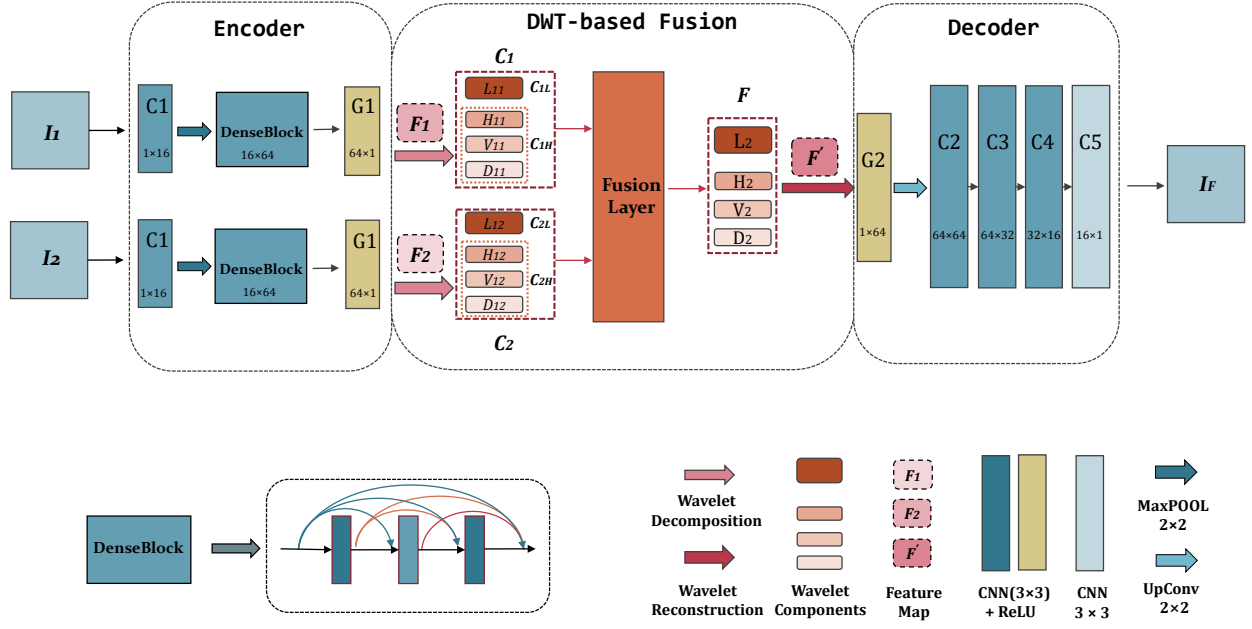 Encoder
DWT-based Fusion
Decoder
I1
C1
1×16
DenseBlock
16×64
G1
64×1
F1
C1
L11
C1L
H11
V11
D11
C1H
I2
C1
1×16
DenseBlock
16×64
G1
64×1
F2
L12
C2L
H12
V12
D12
C2H
C2
Fusion
Layer
F
L2
H2
V2
D2
F′
G2
1×64
C2
64×64
C3
64×32
C4
32×16
C5
16×1
IF
DenseBlock
Wavelet
Decomposition
Wavelet
Reconstruction
Wavelet
Components
F1
F2
F′
Feature
Map
CNN(3×3)
+ ReLU
CNN
3 × 3
MaxPOOL
2×2
UpConv
2×2